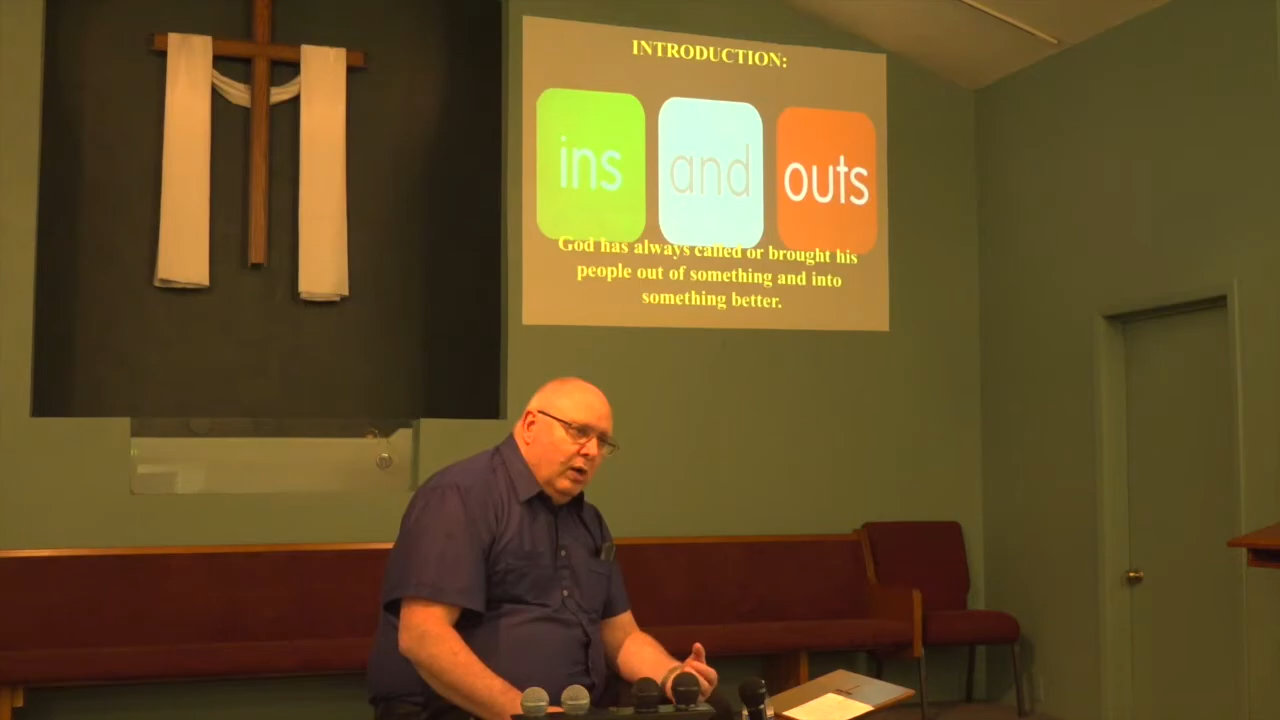 INTRODUCTION:
ins and outs
God has always called or brought his
people out of something and into
something better.